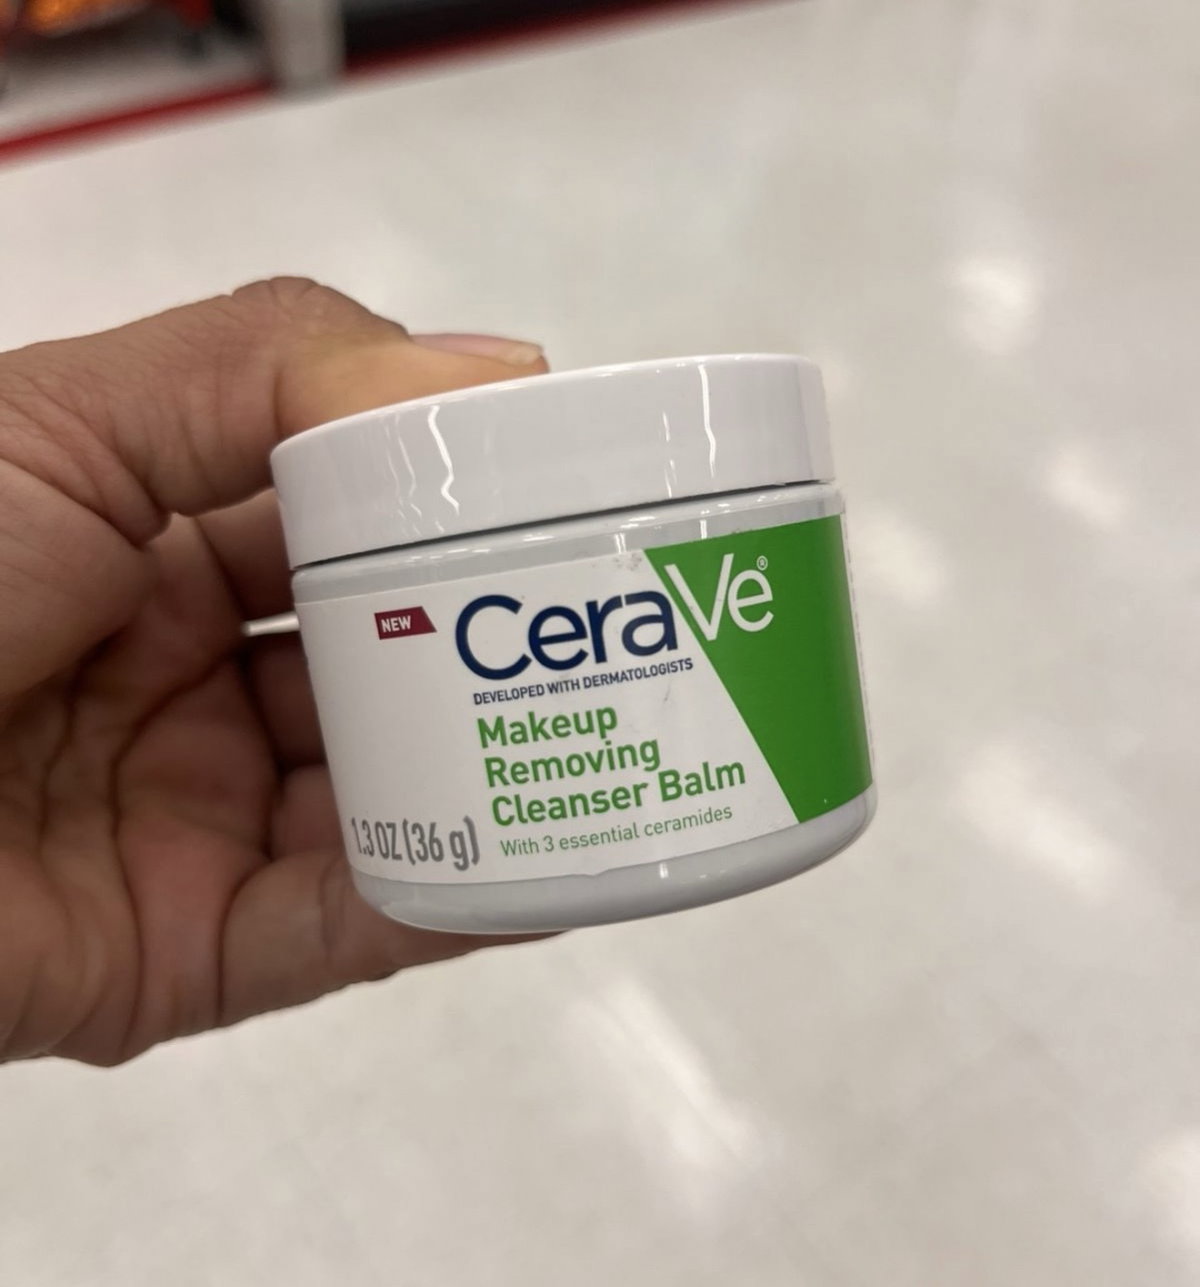 NEW
CeraVe®
DEVELOPED WITH DERMATOLOGISTS
Makeup
Removing
Cleanser Balm
With 3 essential ceramides
1.3 OZ (36 g)